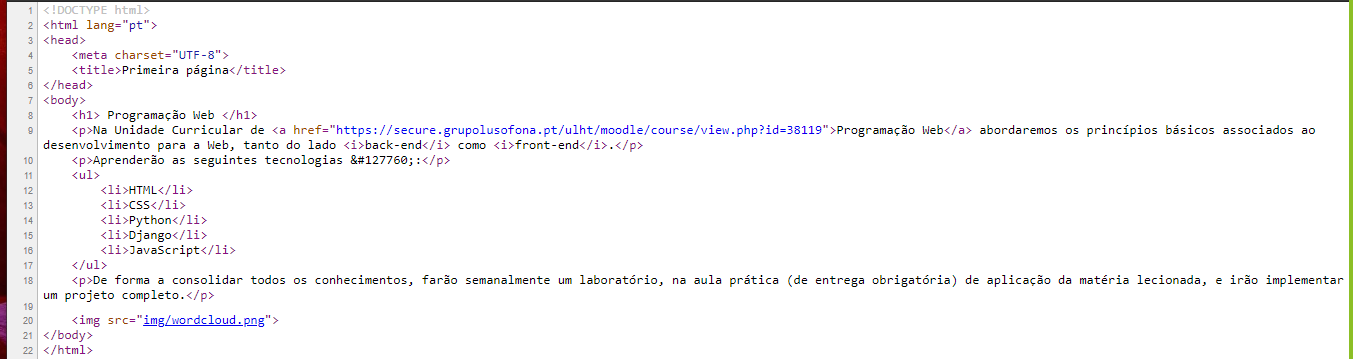 1 <!DOCTYPE html>
2 <html lang="pt">
3 <head>
4     <meta charset="UTF-8">
5     <title>Primeira página</title>
6 </head>
7 <body>
8     <h1> Programação Web </h1>
9     <p>Na Unidade Curricular de <a href="https://secure.grupolusofona.pt/ulht/moodle/course/view.php?id=38119">Programação Web</a> abordaremos os princípios básicos associados ao
desenvolvimento para a Web, tanto do lado <i>back-end</i> como <i>front-end</i>.</p>
10     <p>Aprenderão as seguintes tecnologias &#127760;:</p>
11     <ul>
12         <li>HTML</li>
13         <li>CSS</li>
14         <li>Python</li>
15         <li>Django</li>
16         <li>JavaScript</li>
17     </ul>
18     <p>De forma a consolidar todos os conhecimentos, farão semanalmente um laboratório, na aula prática (de entrega obrigatória) de aplicação da matéria lecionada, e irão implementar
um projeto completo.</p>
19
20     <img src="img/wordcloud.png">
21 </body>
22 </html>